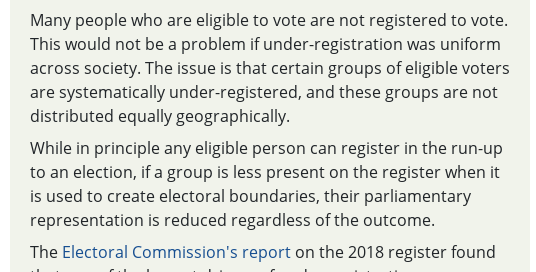 Many people who are eligible to vote are not registered to vote.
This would not be a problem if under-registration was uniform
across society. The issue is that certain groups of eligible voters
are systematically under-registered, and these groups are not
distributed equally geographically.
While in principle any eligible person can register in the run-up
to an election, if a group is less present on the register when it
is used to create electoral boundaries, their parliamentary
representation is reduced regardless of the outcome.
The Electoral Commission's report on the 2018 register found